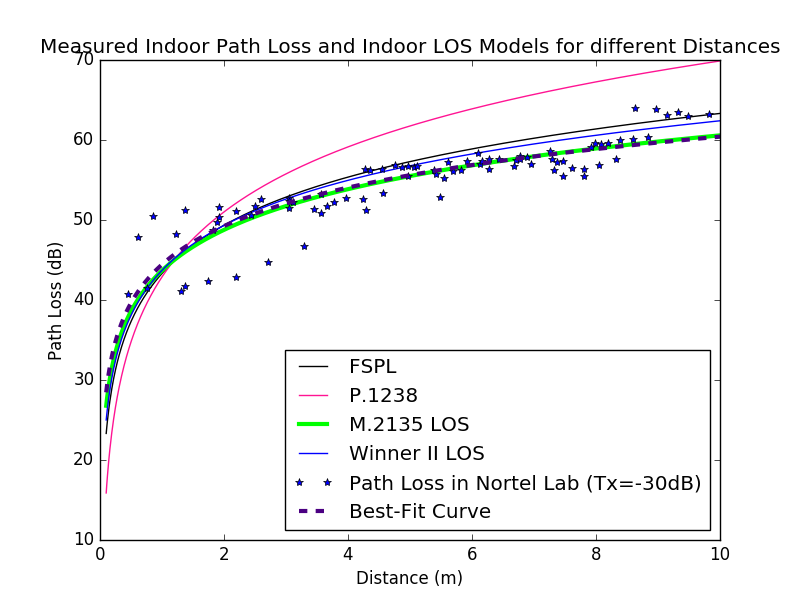 Measured Indoor Path Loss and Indoor LOS Models for different Distances
70
60
50
40
30
20
10
Path Loss (dB)
FSPL
P.1238
M.2135 LOS
Winner II LOS
Path Loss in Nortel Lab (Tx=-30dB)
Best-Fit Curve
0 2 4 6 8 10
Distance (m)